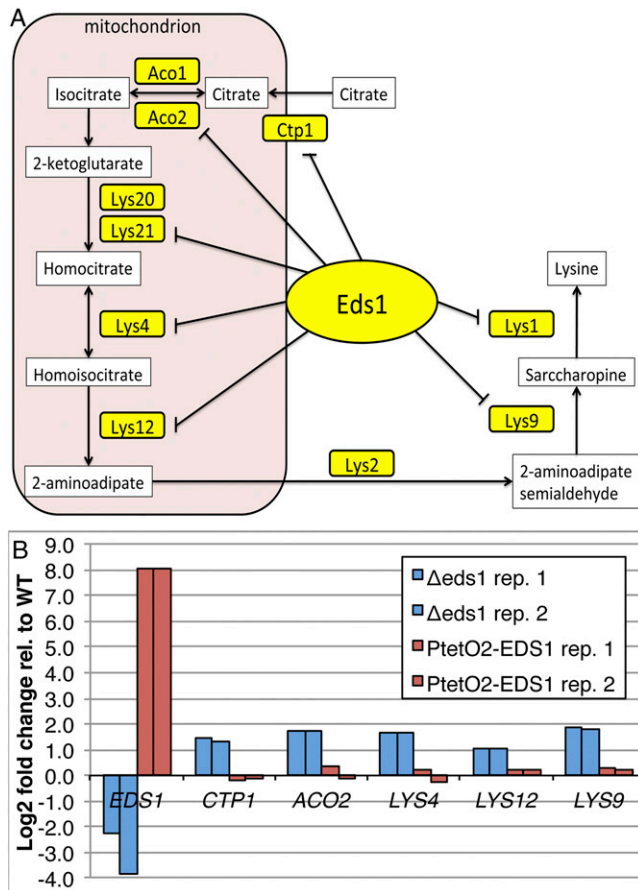 A
mitochondrion
Aco1
Isocitrate
Citrate
Citrate
Aco2
Ctp1
2-ketoglutarate
Lys20
Lys21
Homocitrate
Lysine
Eds1
Lys4
Lys1
Homoisocitrate
Sarccharopine
Lys12
Lys9
Lys2
2-aminoadipate
2-aminoadipate
semialdehyde
B
Log2 fold change rel. to WT
9.0
8.0
7.0
6.0
5.0
4.0
3.0
2.0
1.0
0.0
-1.0
-2.0
-3.0
-4.0
Δeds1 rep. 1
Δeds1 rep. 2
PtetO2-EDS1 rep. 1
PtetO2-EDS1 rep. 2
EDS1 CTP1 ACO2 LYS4 LYS12 LYS9